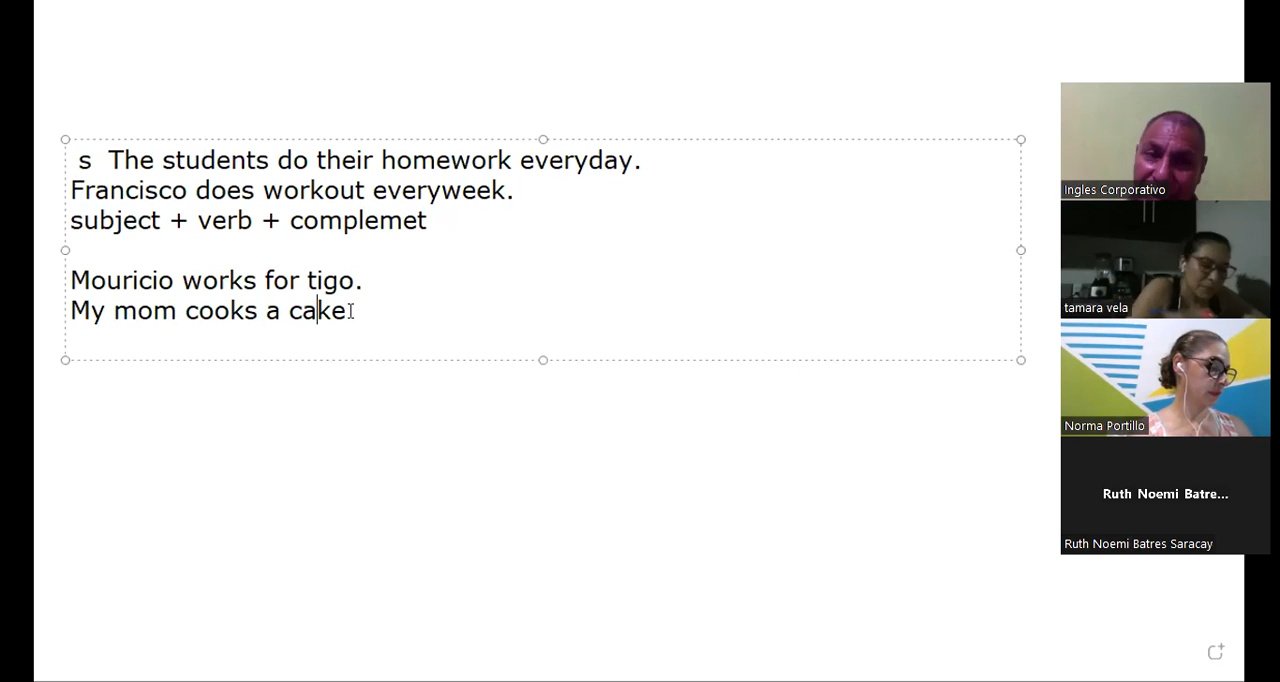 s The students do their homework everyday.
Francisco does workout everyweek.
subject + verb + complemet
Mouricio works for tigo.
My mom cooks a cake
Ingles Corporativo
tamara vela
Norma Portillo
Ruth Noemi Batre...
Ruth Noemi Batres Saracay